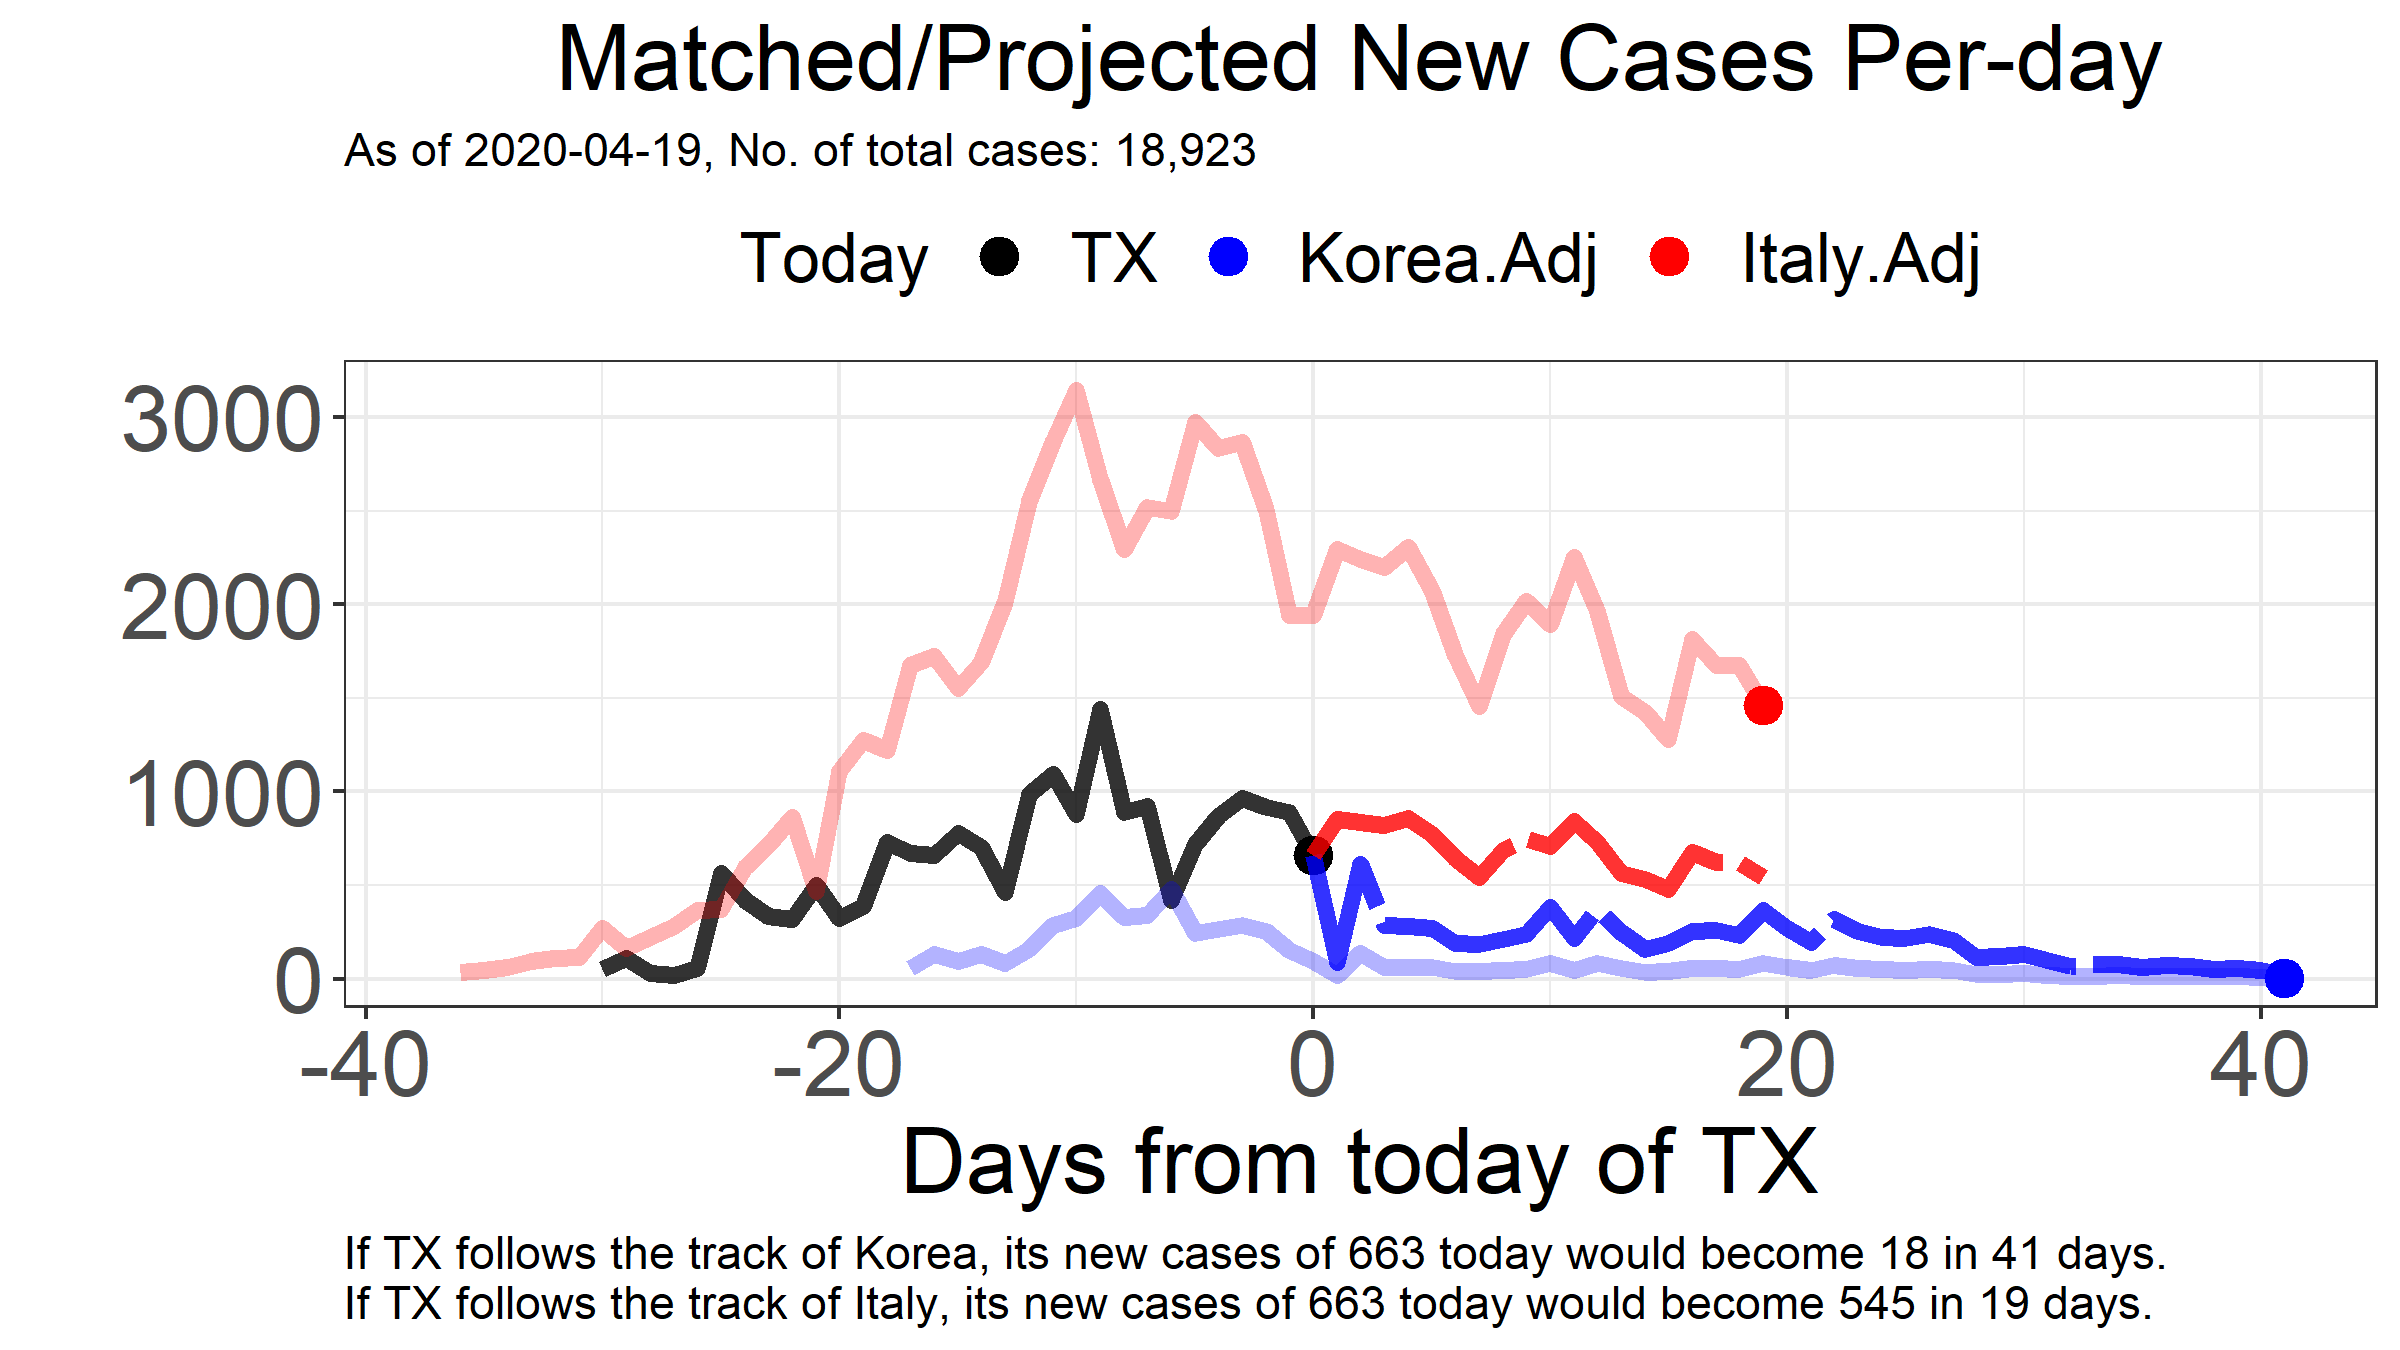 Matched/Projected New Cases Per-day
As of 2020-04-19, No. of total cases: 18,923
Today TX Korea.Adj Italy.Adj
3000
2000
1000
0
-40 -20 0 20 40
Days from today of TX
If TX follows the track of Korea, its new cases of 663 today would become 18 in 41 days.
If TX follows the track of Italy, its new cases of 663 today would become 545 in 19 days.